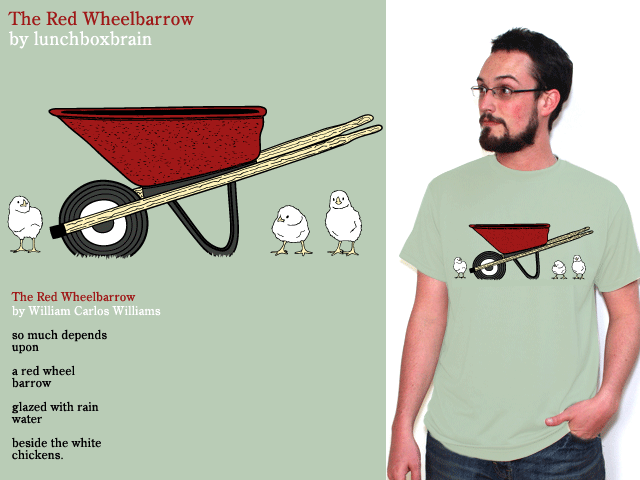 The Red Wheelbarrow
by lunchboxbrain
The Red Wheelbarrow
by William Carlos Williams
so much depends
upon
a red wheel
barrow
glazed with rain
water
beside the white
chickens.